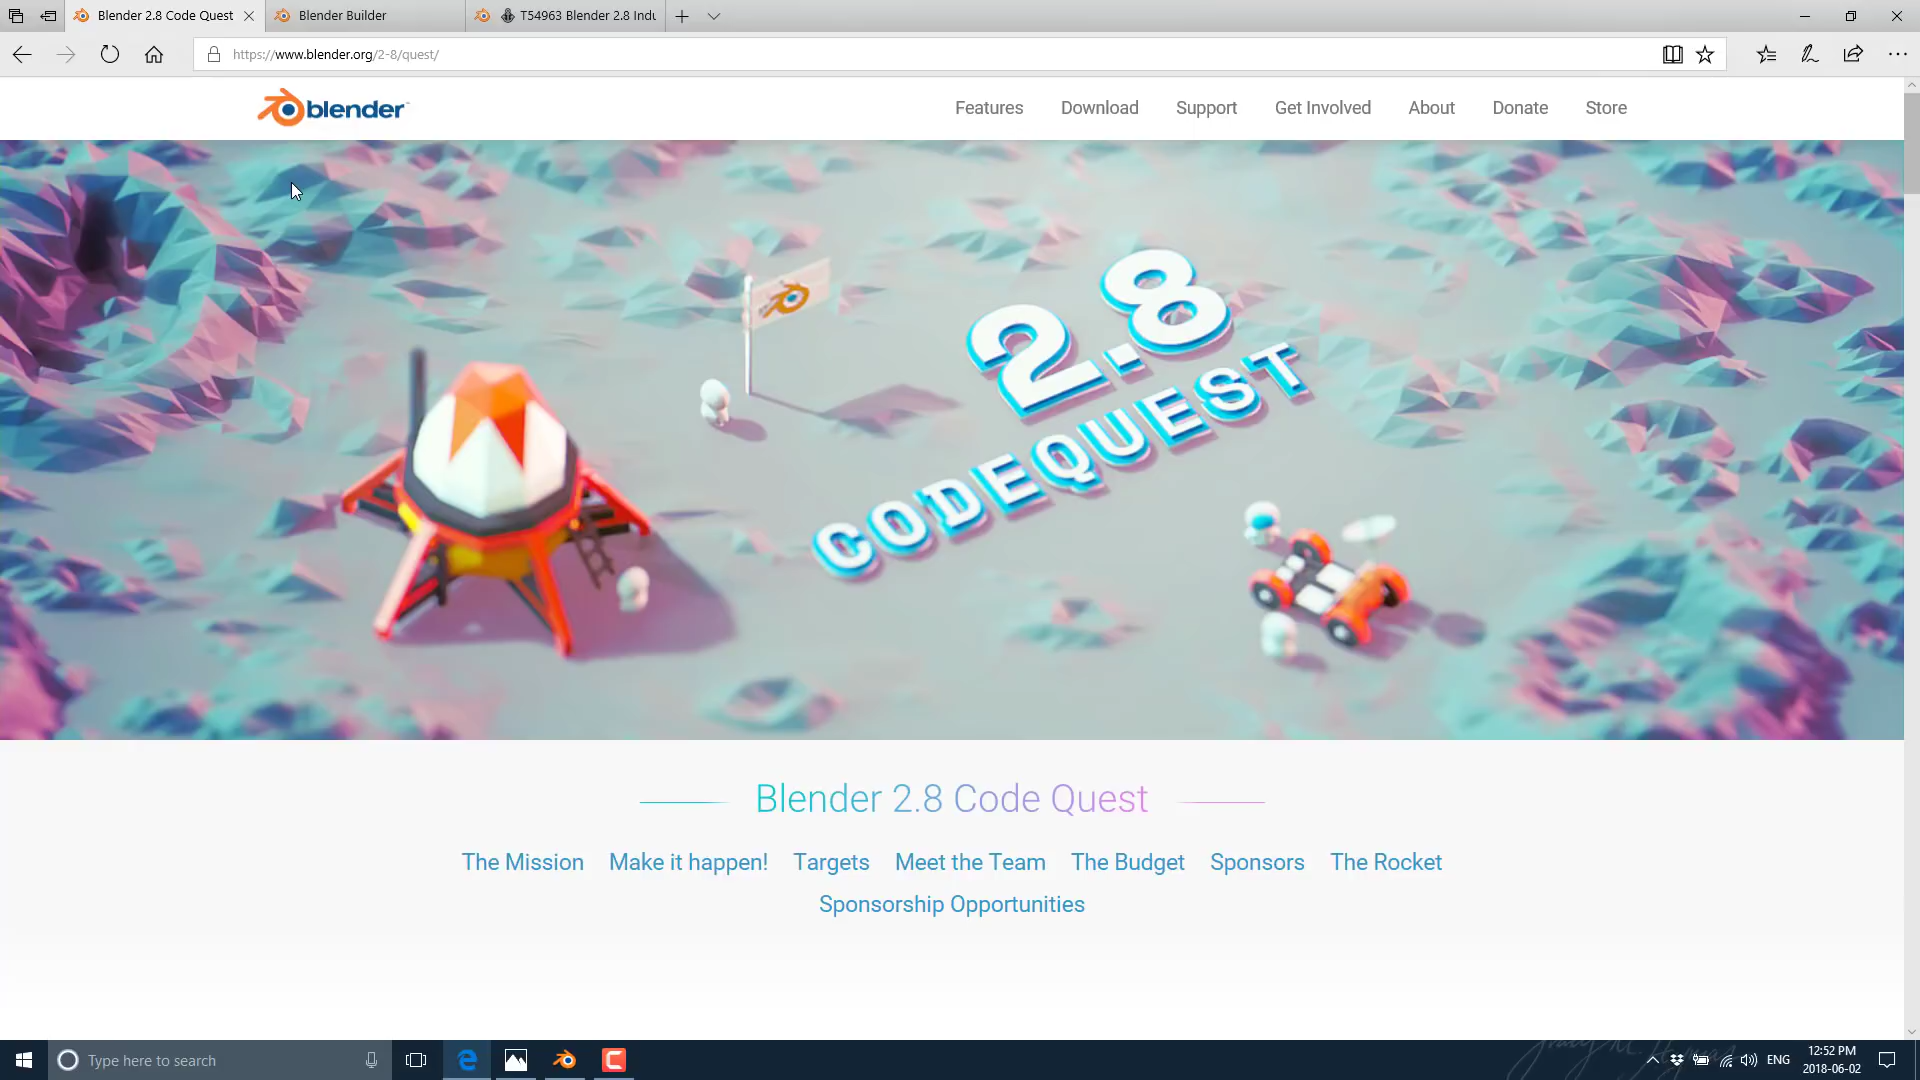 Blender 2.8 Code Quest
Blender Builder
T54963 Blender 2.8 Indu
https://www.blender.org/2-8/quest/
blender
Features
Download
Support
Get Involved
About
Donate
Store
2.8
CODEQUEST
Blender 2.8 Code Quest
The Mission
Make it happen!
Targets
Meet the Team
The Budget
Sponsors
The Rocket
Sponsorship Opportunities
Type here to search
ENG
12:52 PM
2018-06-02